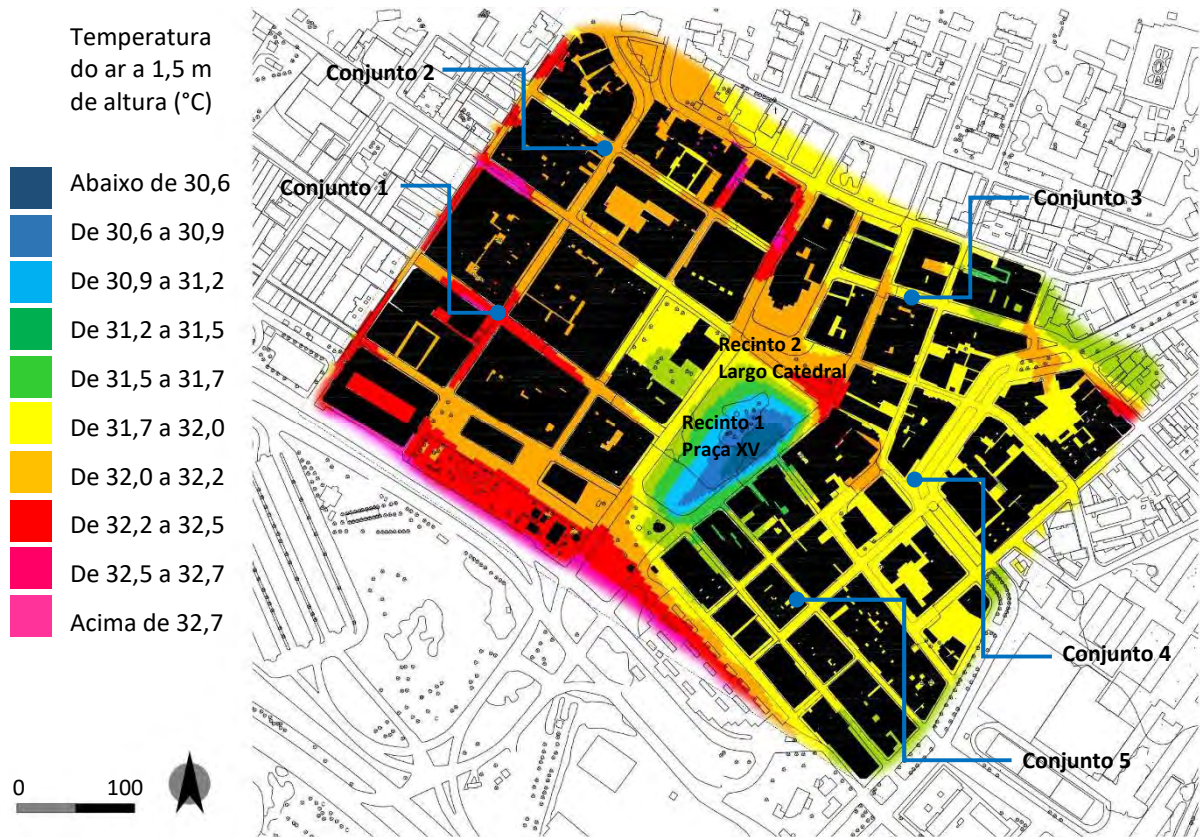 Temperatura
do ar a 1,5 m
de altura (°C)
Abaixo de 30,6
De 30,6 a 30,9
De 30,9 a 31,2
De 31,2 a 31,5
De 31,5 a 31,7
De 31,7 a 32,0
De 32,0 a 32,2
De 32,2 a 32,5
De 32,5 a 32,7
Acima de 32,7
0 100
Conjunto 2
Conjunto 1
Conjunto 3
Recinto 2
Largo Catedral
Recinto 1
Praça XV
Conjunto 4
Conjunto 5